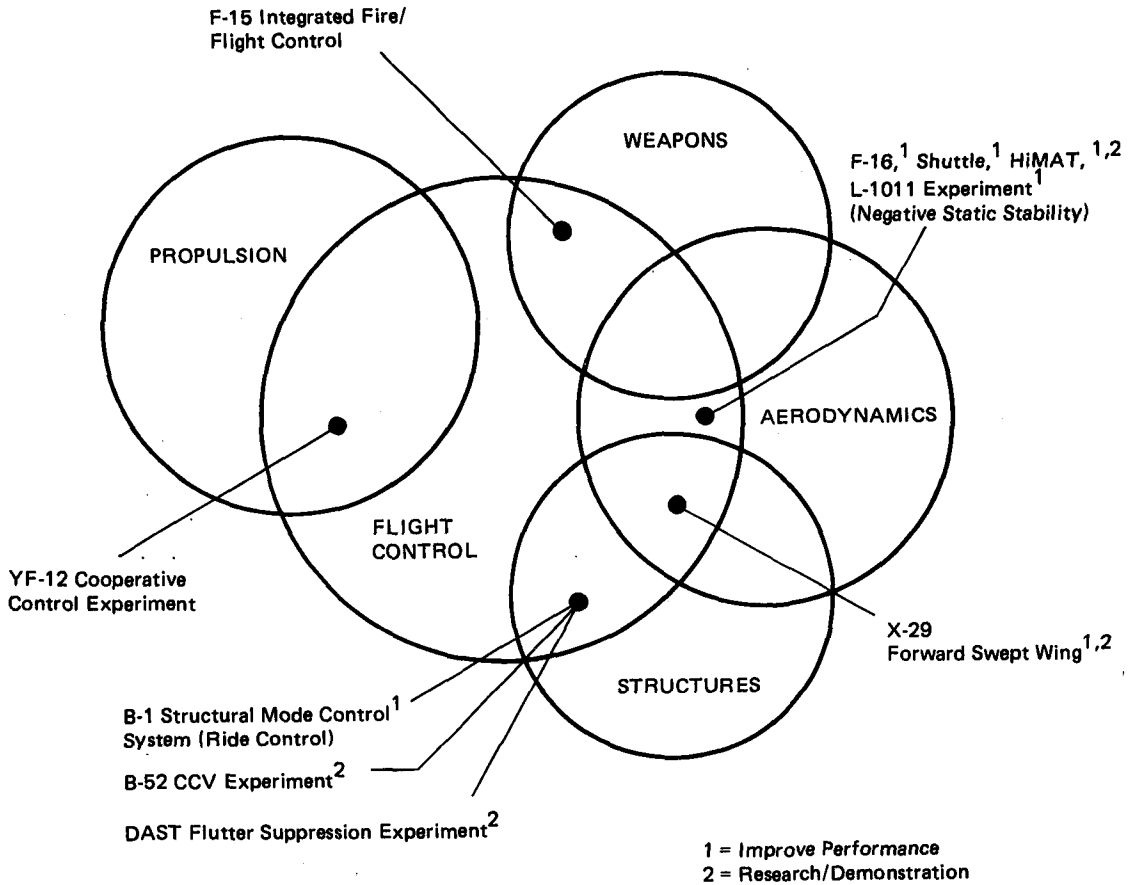 F-15 Integrated Fire/
Flight Control
WEAPONS
F-16,1 Shuttle,1 HiMAT, 1,2
L-1011 Experiment1
(Negative Static Stability)
PROPULSION
AERODYNAMICS
FLIGHT
CONTROL
YF-12 Cooperative
Control Experiment
X-29
Forward Swept Wing1,2
STRUCTURES
B-1 Structural Mode Control1
System (Ride Control)
B-52 CCV Experiment2
DAST Flutter Suppression Experiment2
1 = Improve Performance
2 = Research/Demonstration